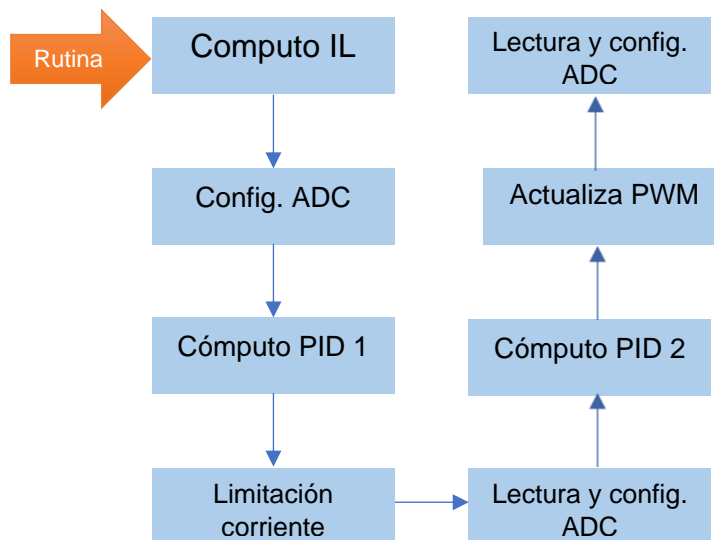 Rutina
Computo IL
Config. ADC
Cómputo PID 1
Limitación
corriente
Lectura y config.
ADC
Cómputo PID 2
Actualiza PWM
Lectura y config.
ADC